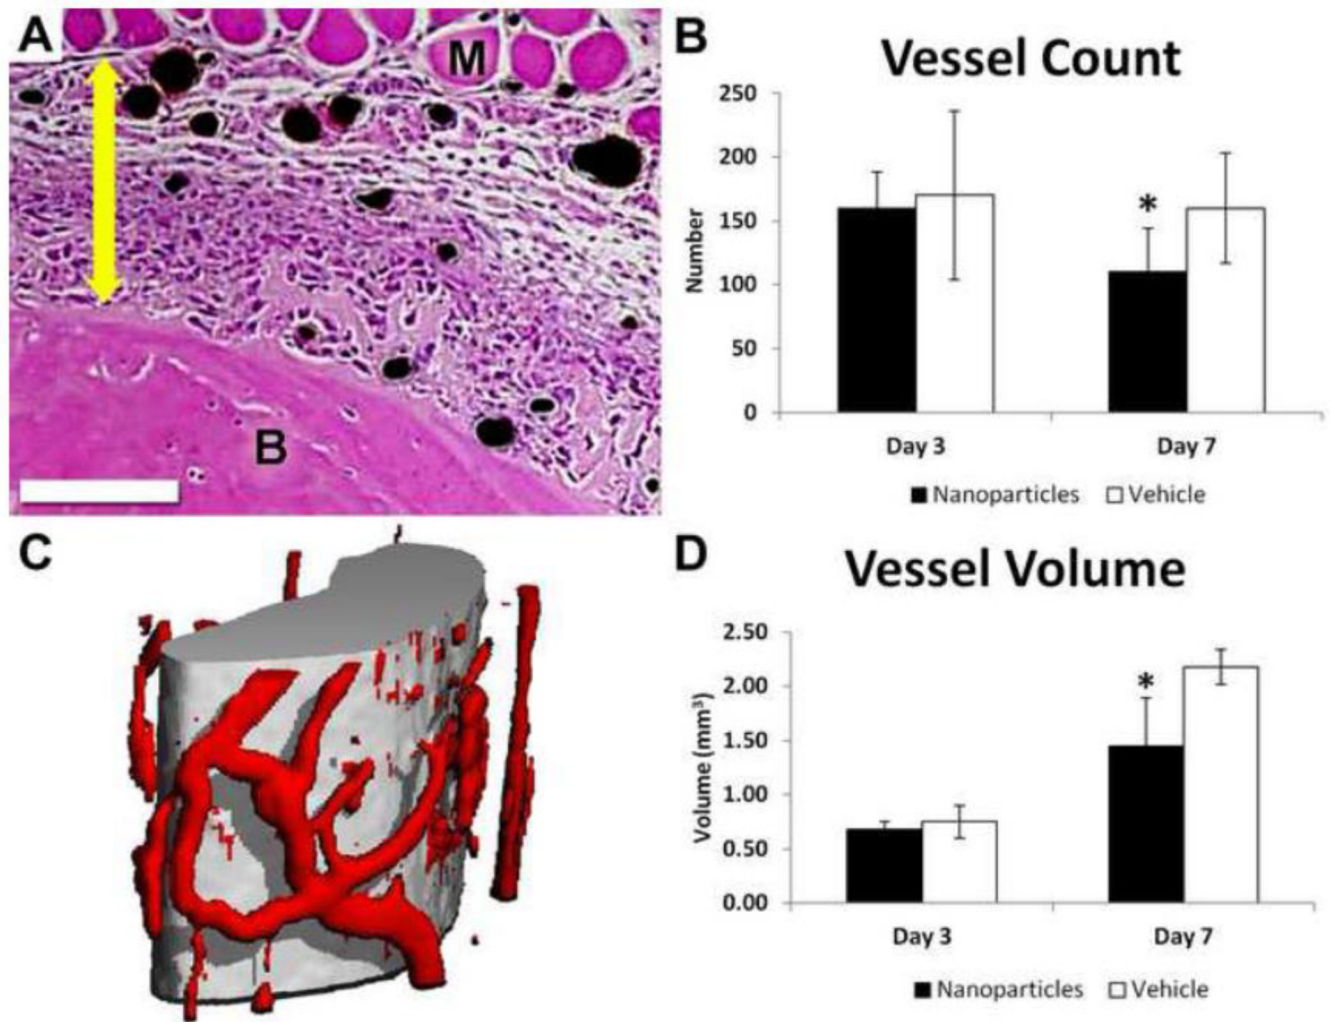 A
M
B
B
Vessel Count
250
200
150
100
50
0
Number
*
Day 3
Day 7
Nanoparticles
Vehicle
C
D
Vessel Volume
2.50
2.00
1.50
1.00
0.50
0.00
Volume (mm³)
*
Day 3
Day 7
Nanoparticles
Vehicle